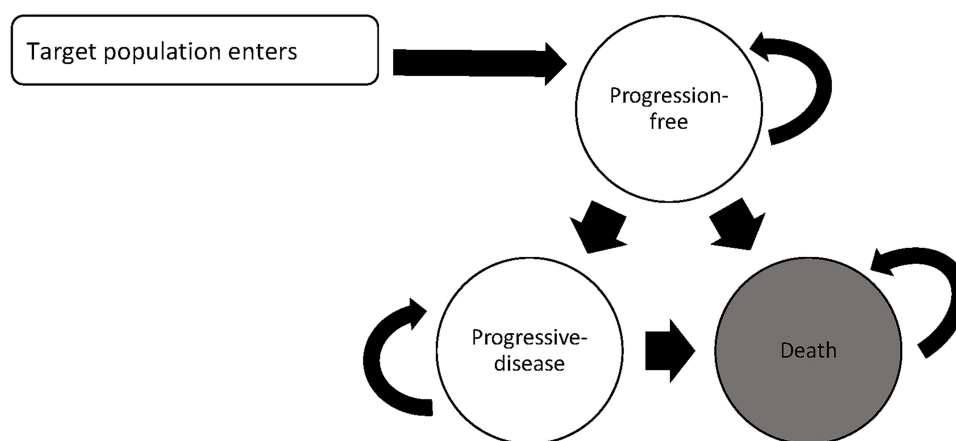 Target population enters
Progression-
free
Progressive-
disease
Death